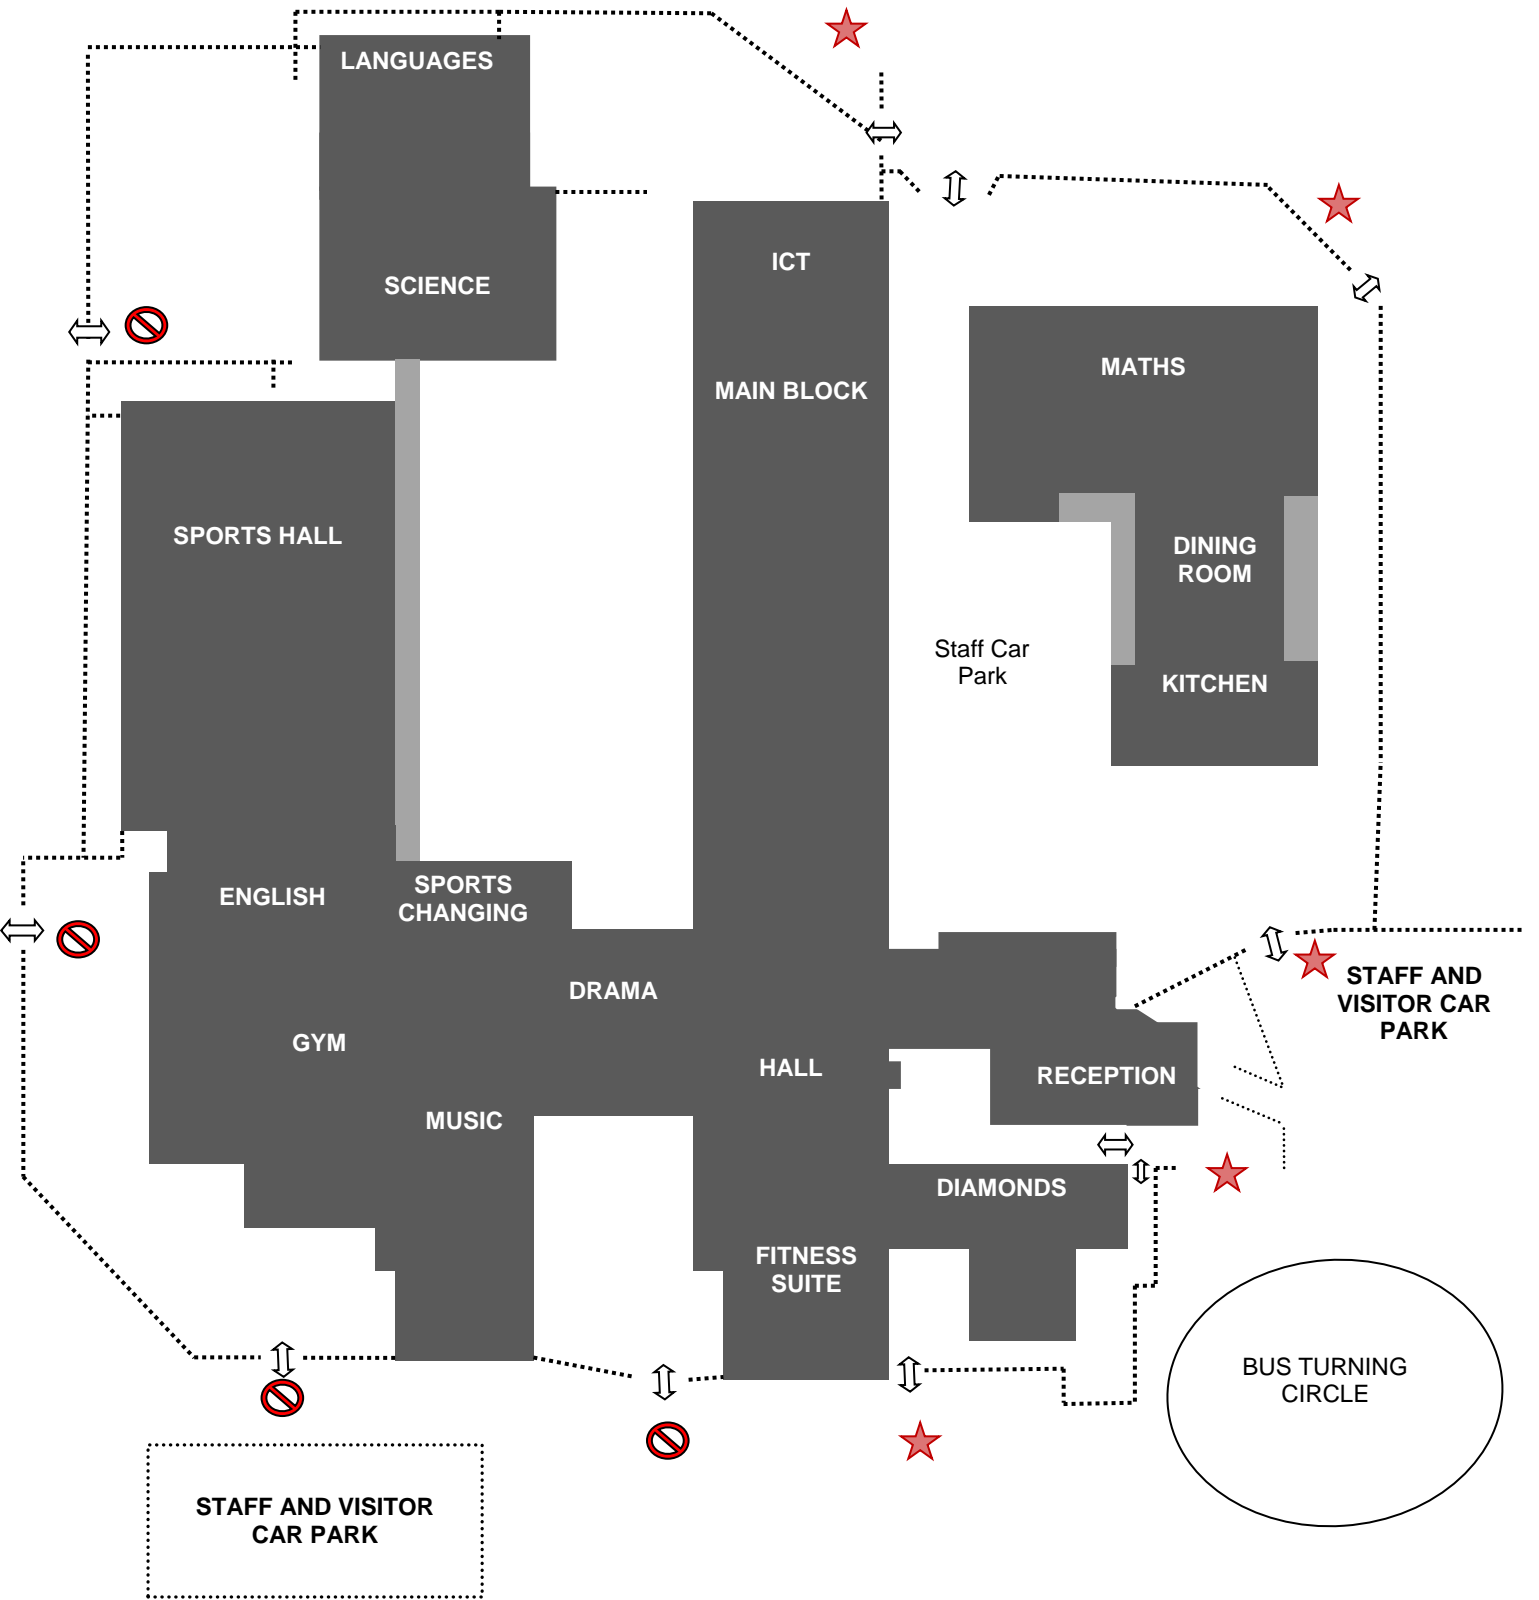 LANGUAGES
ICT
SCIENCE
MATHS
MAIN BLOCK
SPORTS HALL
DINING
ROOM
Staff Car
Park
KITCHEN
ENGLISH
SPORTS
CHANGING
DRAMA
STAFF AND
VISITOR CAR
PARK
GYM
HALL
RECEPTION
MUSIC
DIAMONDS
FITNESS
SUITE
BUS TURNING
CIRCLE
STAFF AND VISITOR
CAR PARK